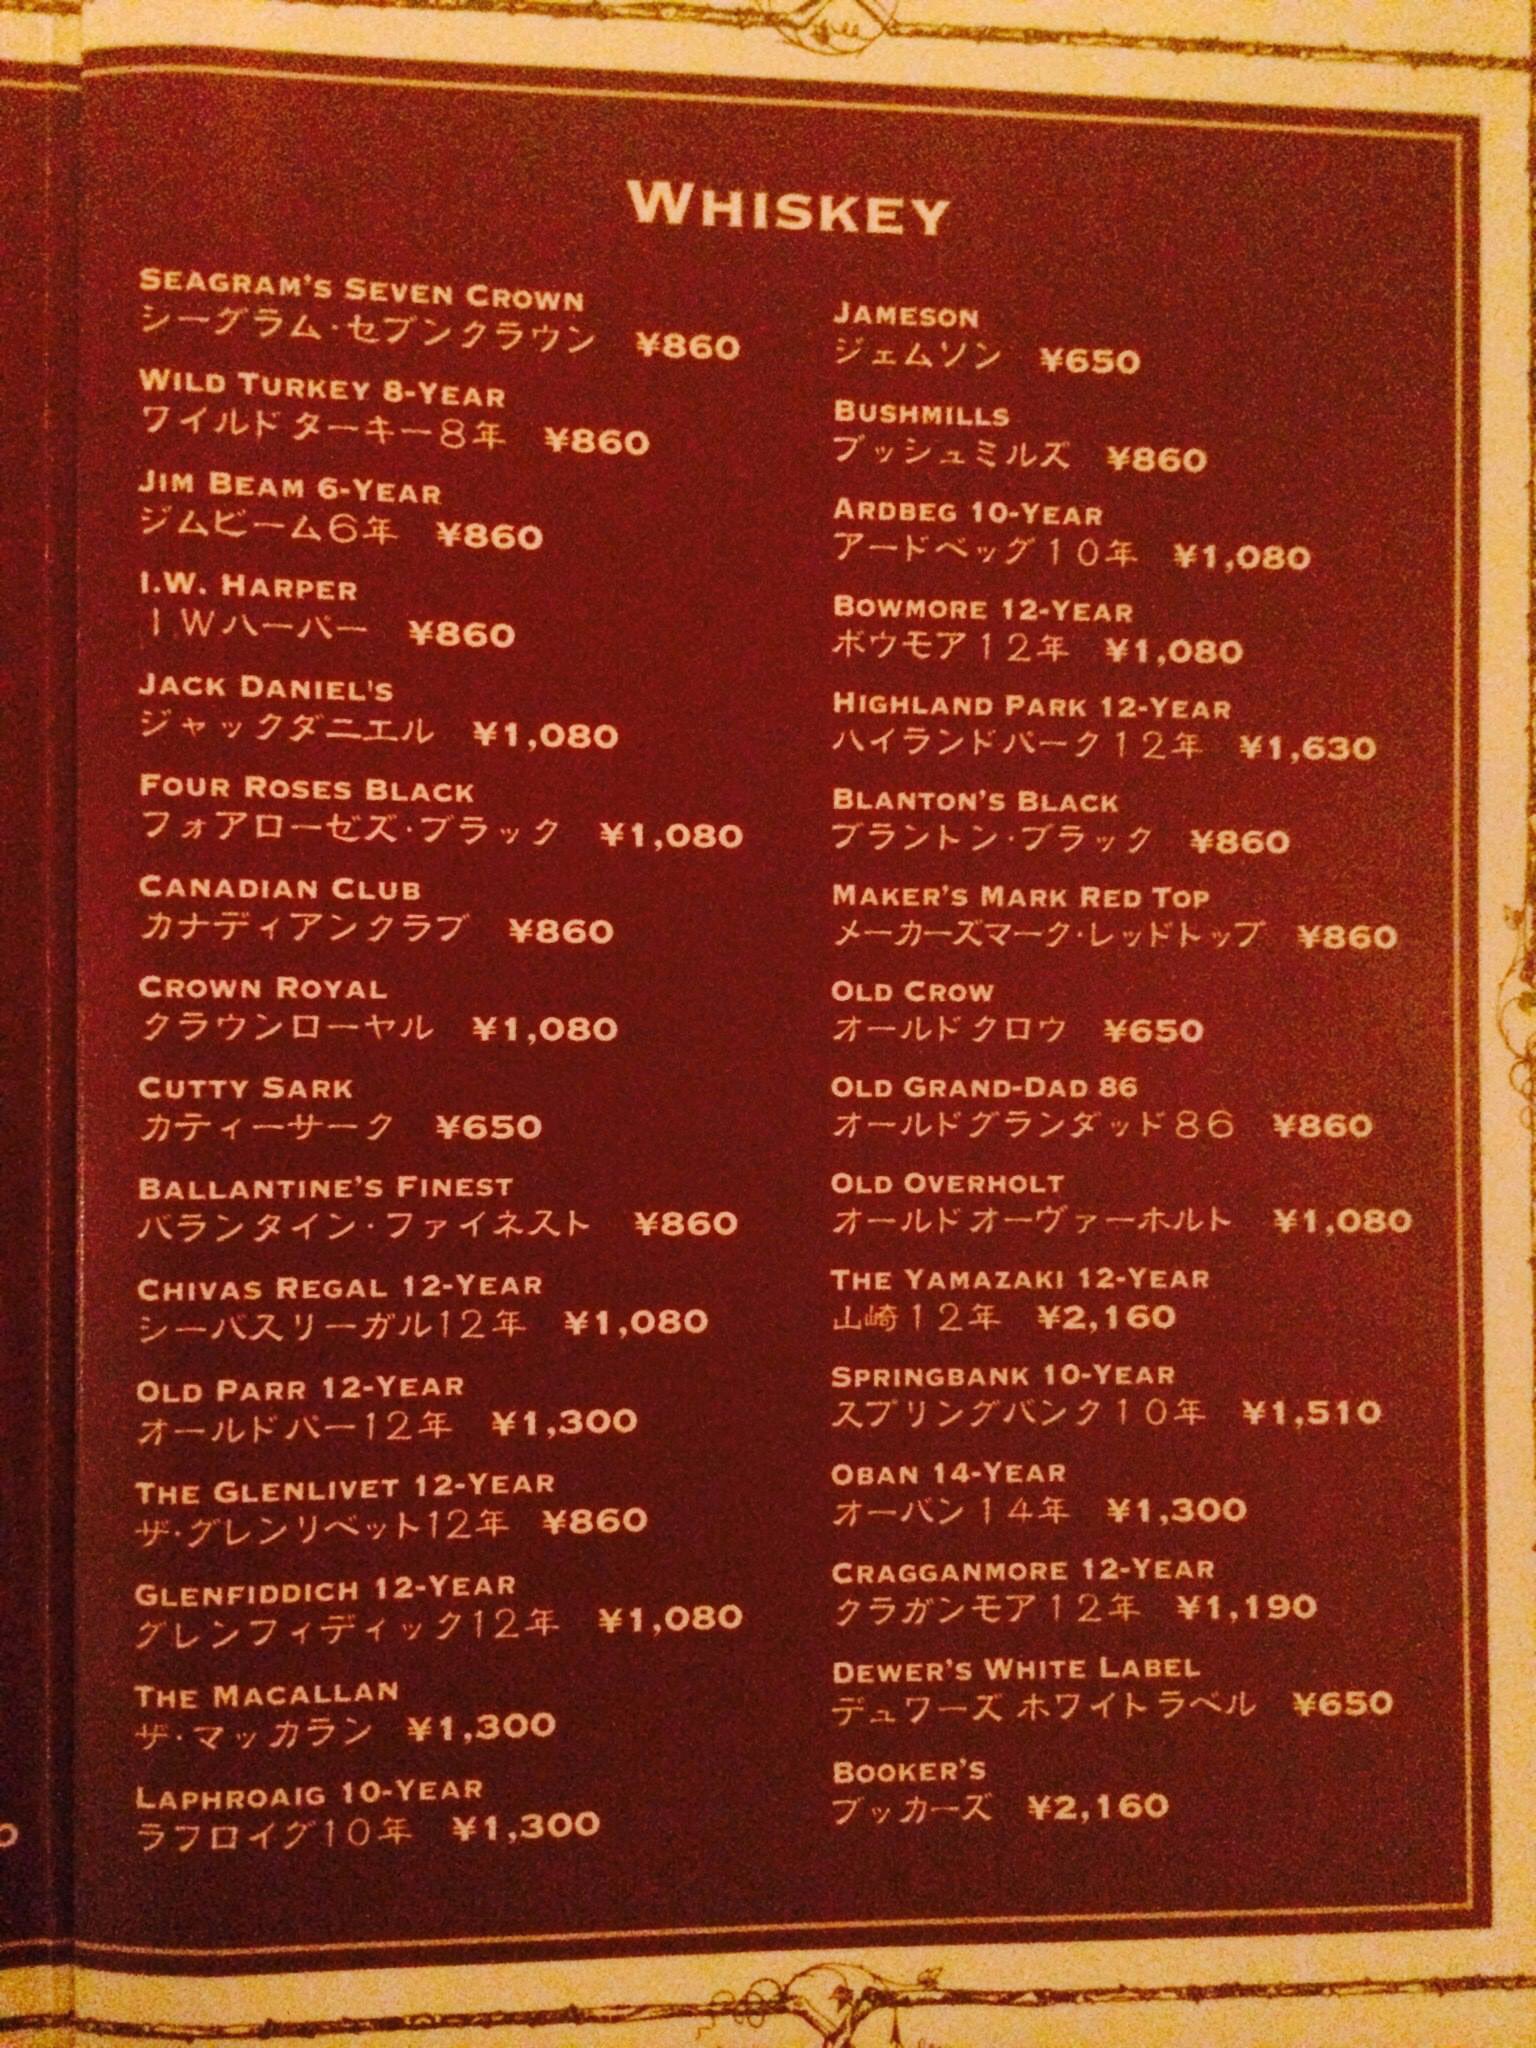 WHISKEY
SEAGRAM'S SEVEN CROWN
シーグラム・セブンクラウン ¥860
WILD TURKEY 8-YEAR
ワイルドターキー8年 ¥860
JIM BEAM 6-YEAR
ジムビーム6年 ¥860
I.W. HARPER
IWハーパー ¥860
JACK DANIEL'S
ジャックダニエル ¥1,080
FOUR ROSES BLACK
フォアローゼズ・ブラック ¥1,080
CANADIAN CLUB
カナディアンクラブ ¥860
CROWN ROYAL
クラウンローヤル ¥1,080
CUTTY SARK
カティーサーク ¥650
BALLANTINE'S FINEST
バランタイン・ファイネスト ¥860
CHIVAS REGAL 12-YEAR
シーバスリーガル12年 ¥1,080
OLD PARR 12-YEAR
オールドパー12年 ¥1,300
THE GLENLIVET 12-YEAR
ザ・グレンリベット12年 ¥860
GLENFIDDICH 12-YEAR
グレンフィディック12年 ¥1,080
THE MACALLAN
ザ・マッカラン ¥1,300
LAPHROAIG 10-YEAR
ラフロイグ10年 ¥1,300
JAMESON
ジェムソン ¥650
BUSHMILLS
ブッシュミルズ ¥860
ARDBEG 10-YEAR
アードベッグ10年 ¥1,080
BOWMORE 12-YEAR
ボウモア12年 ¥1,080
HIGHLAND PARK 12-YEAR
ハイランドパーク12年 ¥1,630
BLANTON'S BLACK
ブラントン・ブラック ¥860
MAKER'S MARK RED TOP
メーカーズマーク・レッドトップ ¥860
OLD CROW
オールドクロウ ¥650
OLD GRAND-DAD 86
オールドグランダッド86 ¥860
OLD OVERHOLT
オールドオーヴァーホルト ¥1,080
THE YAMAZAKI 12-YEAR
山崎12年 ¥2,160
SPRINGBANK 10-YEAR
スプリングバンク10年 ¥1,510
OBAN 14-YEAR
オーバン14年 ¥1,300
CRAGGANMORE 12-YEAR
クラガンモア12年 ¥1,190
DEWER'S WHITE LABEL
デュワーズ ホワイトラベル ¥650
BOOKER'S
ブッカーズ ¥2,160